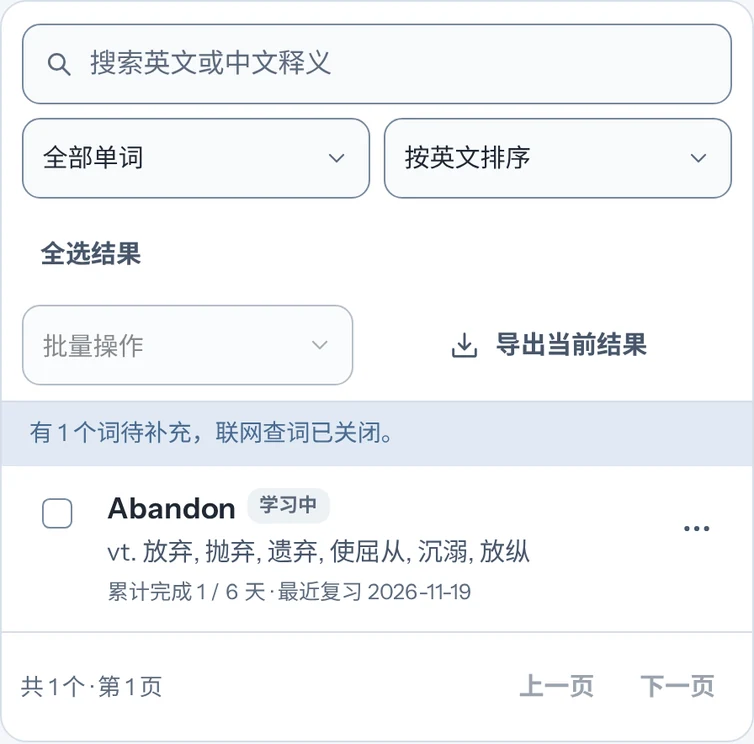 搜索英文或中文释义
全部单词 按英文排序
全选结果
批量操作 导出当前结果
有 1 个词待补充，联网查词已关闭。
Abandon 学习中
vt. 放弃, 抛弃, 遗弃, 使屈从, 沉溺, 放纵
累计完成 1 / 6 天 · 最近复习 2026-11-19
共 1 个 · 第 1 页 上一页 下一页